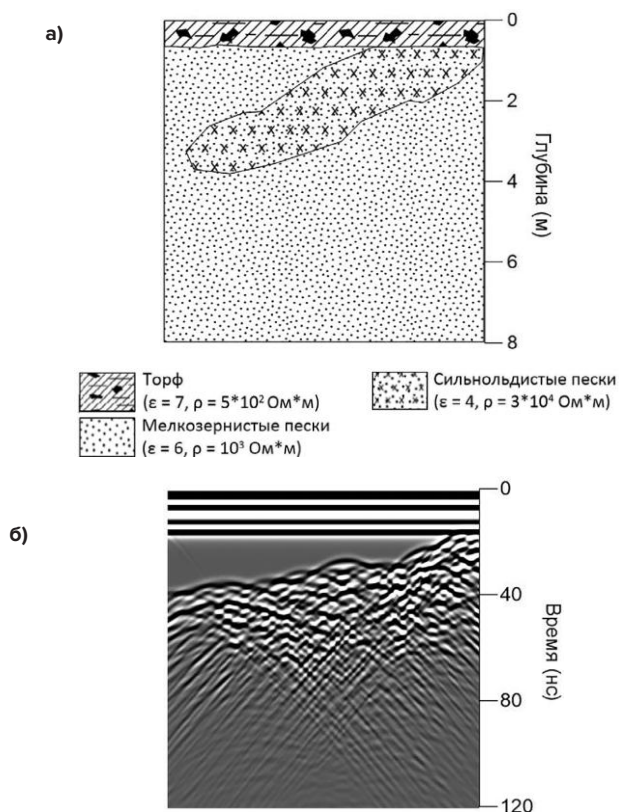 а)
0
2
4
6
8
Глубина (м)
Торф
(ε = 7, ρ = 5*10² Ом*м)
Мелкозернистые пески
(ε = 6, ρ = 10³ Ом*м)
Сильнольдистые пески
(ε = 4, ρ = 3*10⁴ Ом*м)
б)
0
40
80
120
Время (нс)